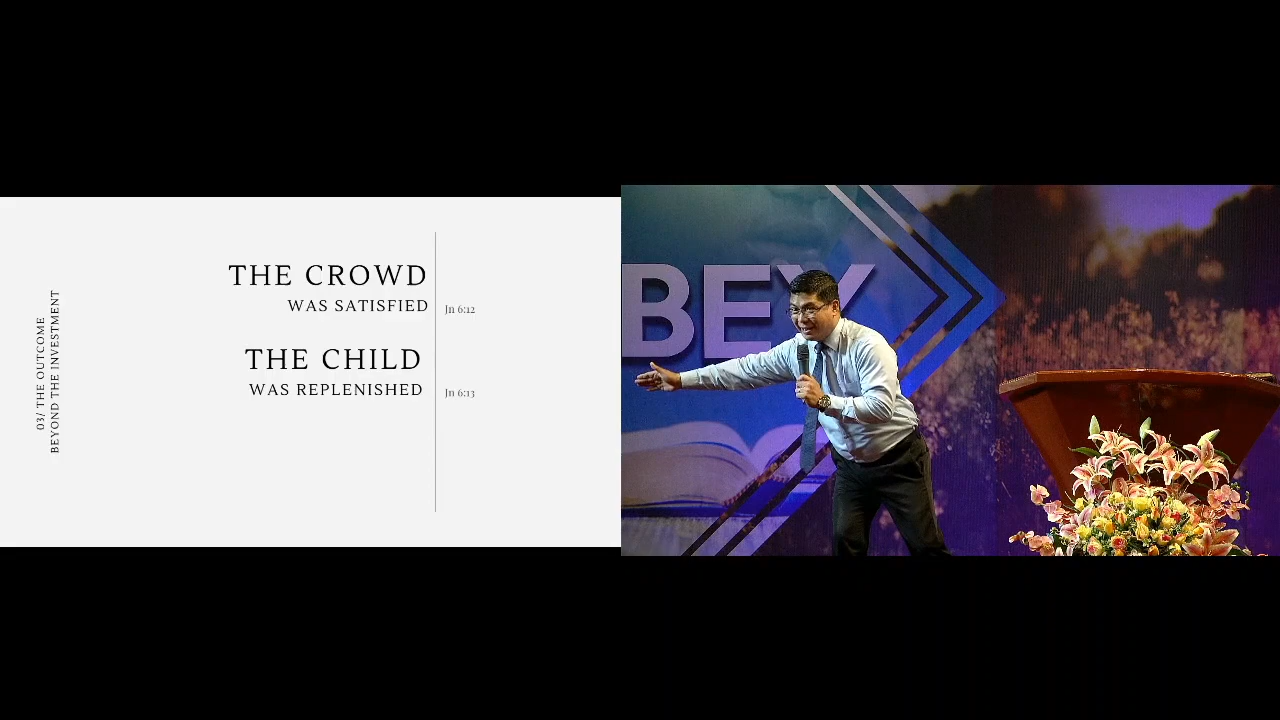 03/ THE OUTCOME
BEYOND THE INVESTMENT
THE CROWD
WAS SATISFIED
Jn 6:12
THE CHILD
WAS REPLENISHED
Jn 6:13
BEY